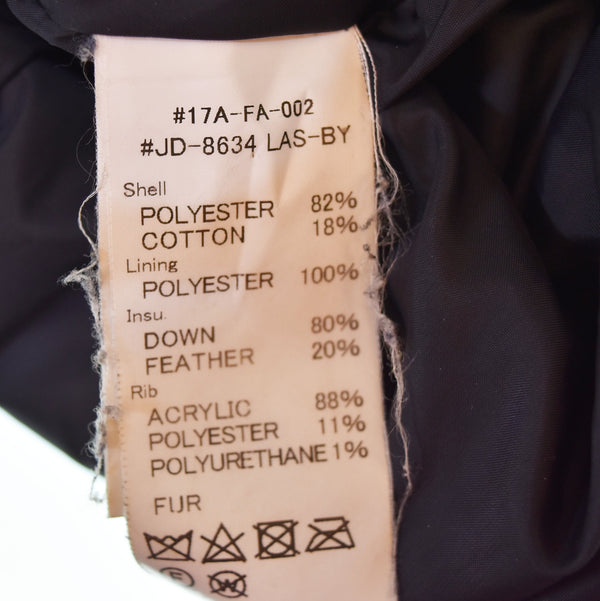 #17A-FA-002
#JD-8634 LAS-BY
Shell
POLYESTER 82%
COTTON 18%
Lining
POLYESTER 100%
Insu.
DOWN 80%
FEATHER 20%
Rib
ACRYLIC 88%
POLYESTER 11%
POLYURETHANE 1%
FUR
F W